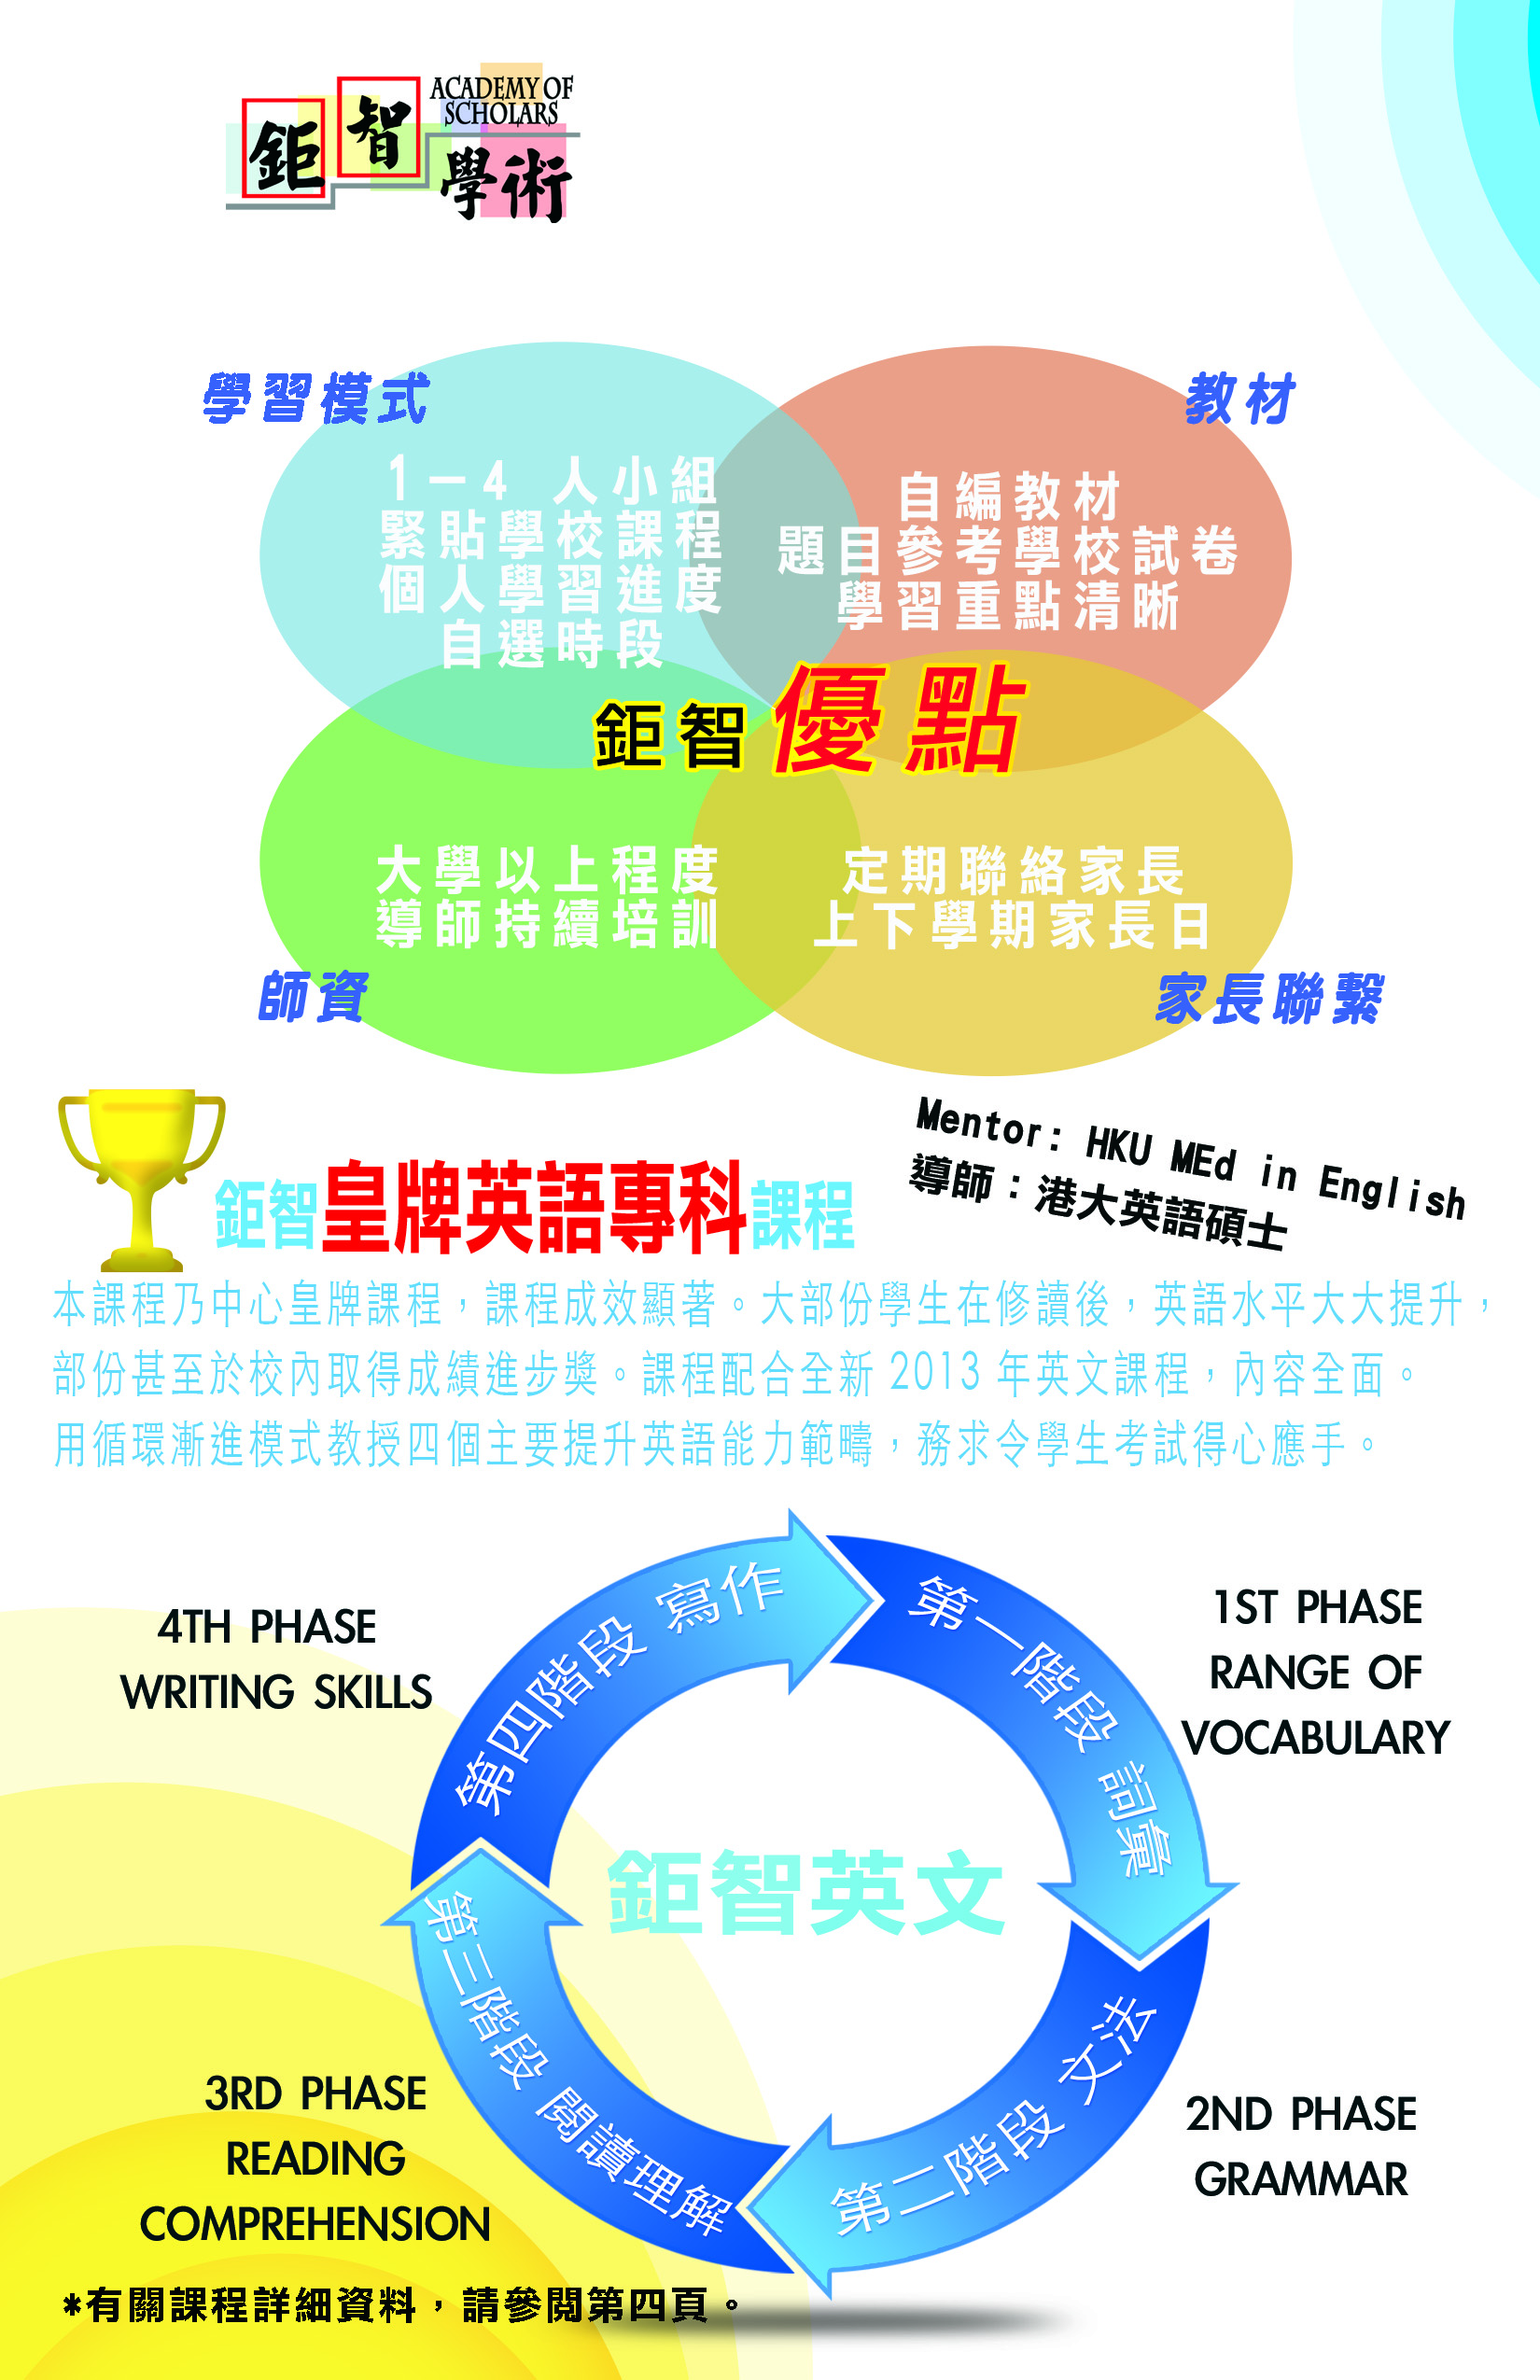 鉅智
ACADEMY OF
SCHOLARS
學術
學習模式
1－4 人小組
緊貼學校課程
個人學習進度
自選時段
教材
自編教材
題目參考學校試卷
學習重點清晰
鉅智優點
大學以上程度
導師持續培訓
師資
定期聯絡家長
上下學期家長日
家長聯繫
Mentor: HKU MEd in English
導師：港大英語碩士
鉅智皇牌英語專科課程
本課程乃中心皇牌課程，課程成效顯著。大部份學生在修讀後，英語水平大大提升，
部份甚至於校內取得成績進步獎。課程配合全新 2013 年英文課程，內容全面。
用循環漸進模式教授四個主要提升英語能力範疇，務求令學生考試得心應手。
4TH PHASE
WRITING SKILLS
第四階段 寫作
第一階段 詞彙
1ST PHASE
RANGE OF
VOCABULARY
鉅智英文
第三階段 閱讀理解
第二階段 文法
3RD PHASE
READING
COMPREHENSION
2ND PHASE
GRAMMAR
*有關課程詳細資料，請參閱第四頁。